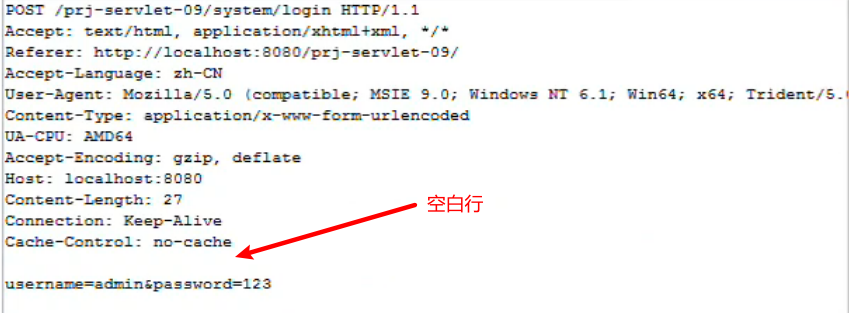 POST /prj-servlet-09/system/login HTTP/1.1
Accept: text/html, application/xhtml+xml, */*
Referer: http://localhost:8080/prj-servlet-09/
Accept-Language: zh-CN
User-Agent: Mozilla/5.0 (compatible; MSIE 9.0; Windows NT 6.1; Win64; x64; Trident/5.
Content-Type: application/x-www-form-urlencoded
UA-CPU: AMD64
Accept-Encoding: gzip, deflate
Host: localhost:8080
Content-Length: 27
Connection: Keep-Alive
空白行
Cache-Control: no-cache
username=admin&password=123